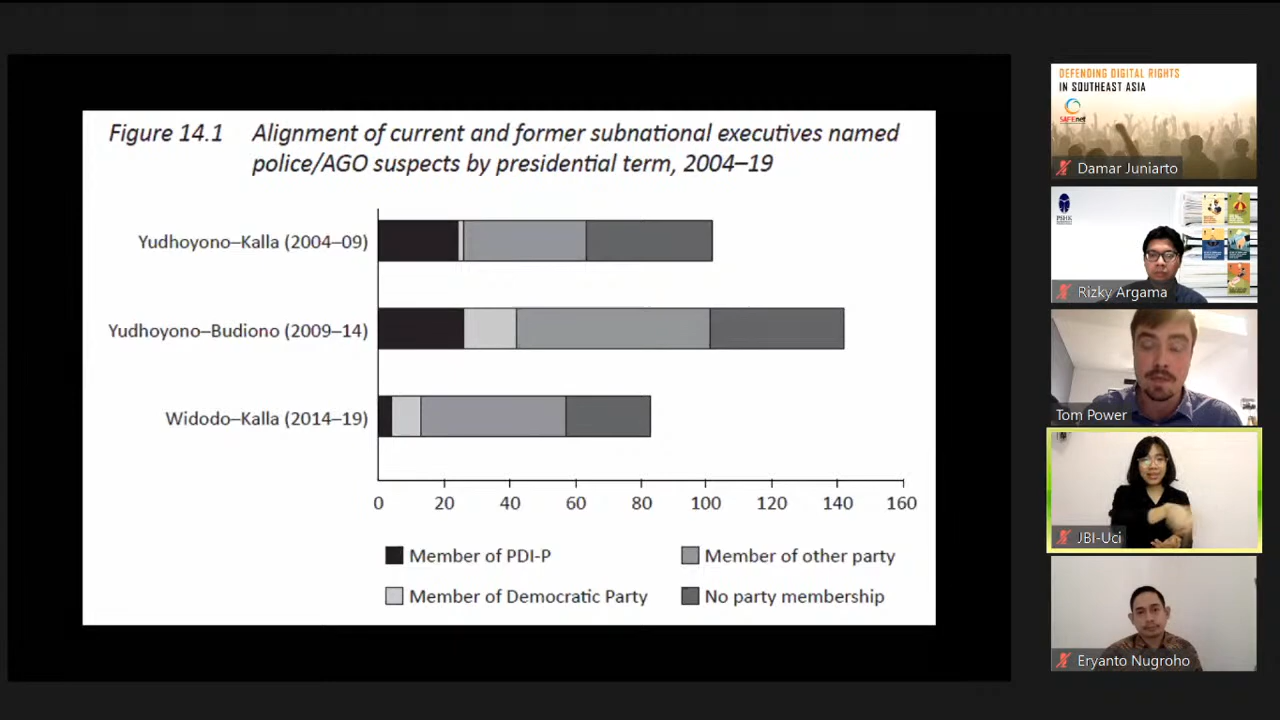 Figure 14.1 Alignment of current and former subnational executives named
police/AGO suspects by presidential term, 2004–19
Yudhoyono–Kalla (2004–09)
Yudhoyono–Budiono (2009–14)
Widodo–Kalla (2014–19)
0 20 40 60 80 100 120 140 160
Member of PDI-P
Member of other party
Member of Democratic Party
No party membership
DEFENDING DIGITAL RIGHTS
IN SOUTHEAST ASIA
SAFEnet
Damar Juniarto
PSHK
Rizky Argama
Tom Power
JBI-Uci
Eryanto Nugroho